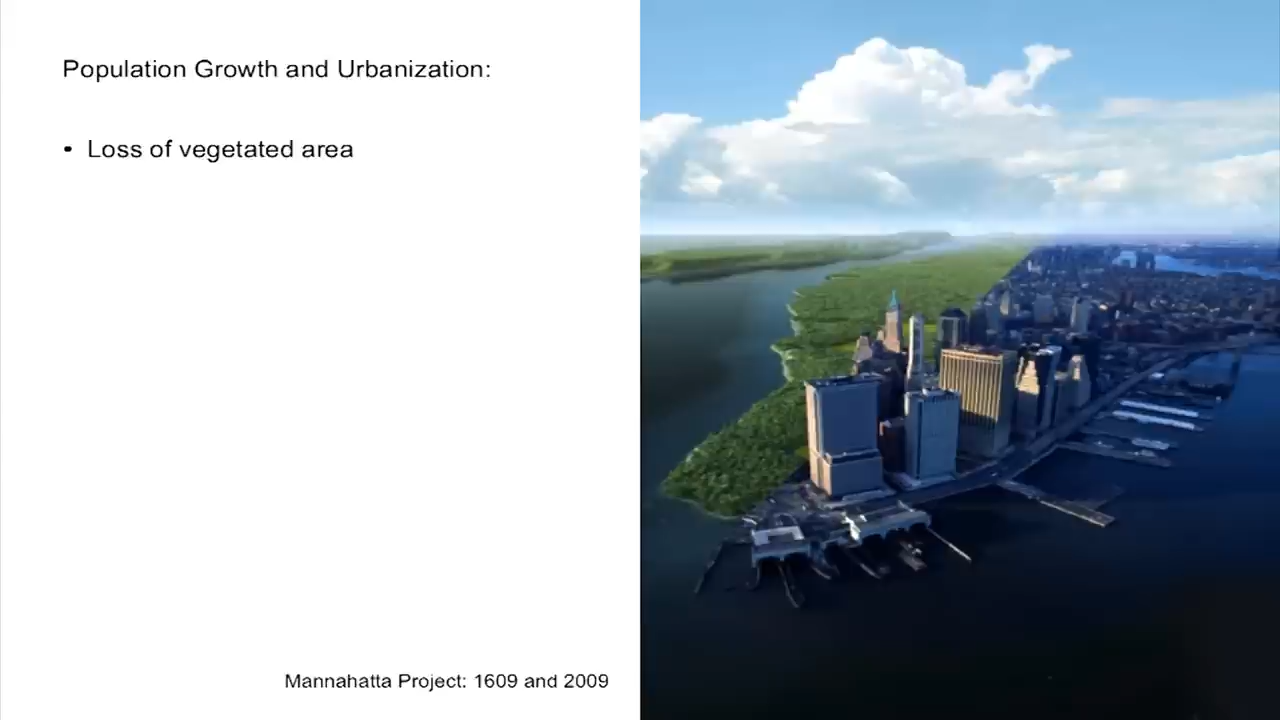 Population Growth and Urbanization:
• Loss of vegetated area
Mannahatta Project: 1609 and 2009